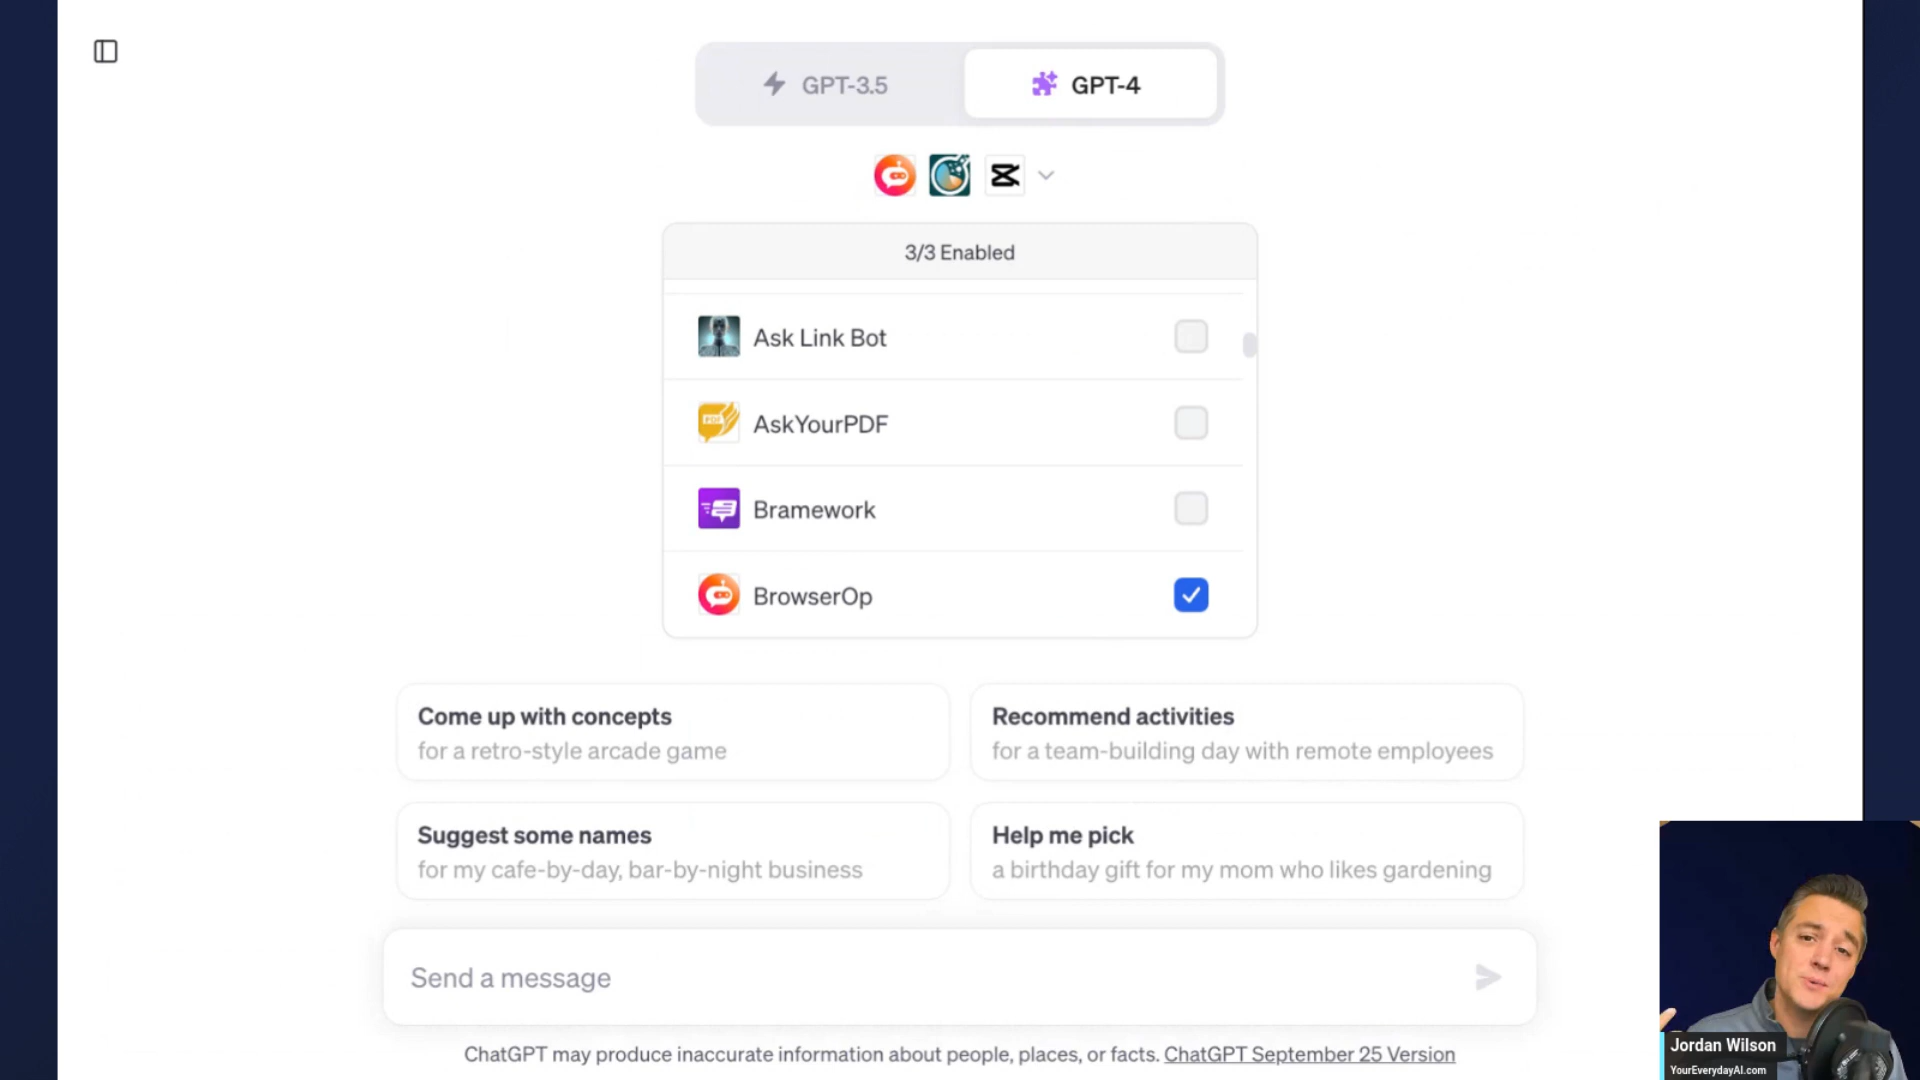 GPT-3.5
GPT-4
3/3 Enabled
Ask Link Bot
PDF
AskYourPDF
Bramework
BrowserOp
Come up with concepts
for a retro-style arcade game
Recommend activities
for a team-building day with remote employees
Suggest some names
for my cafe-by-day, bar-by-night business
Help me pick
a birthday gift for my mom who likes gardening
Send a message
ChatGPT may produce inaccurate information about people, places, or facts. ChatGPT September 25 Version
Jordan Wilson
YourEverydayAI.com